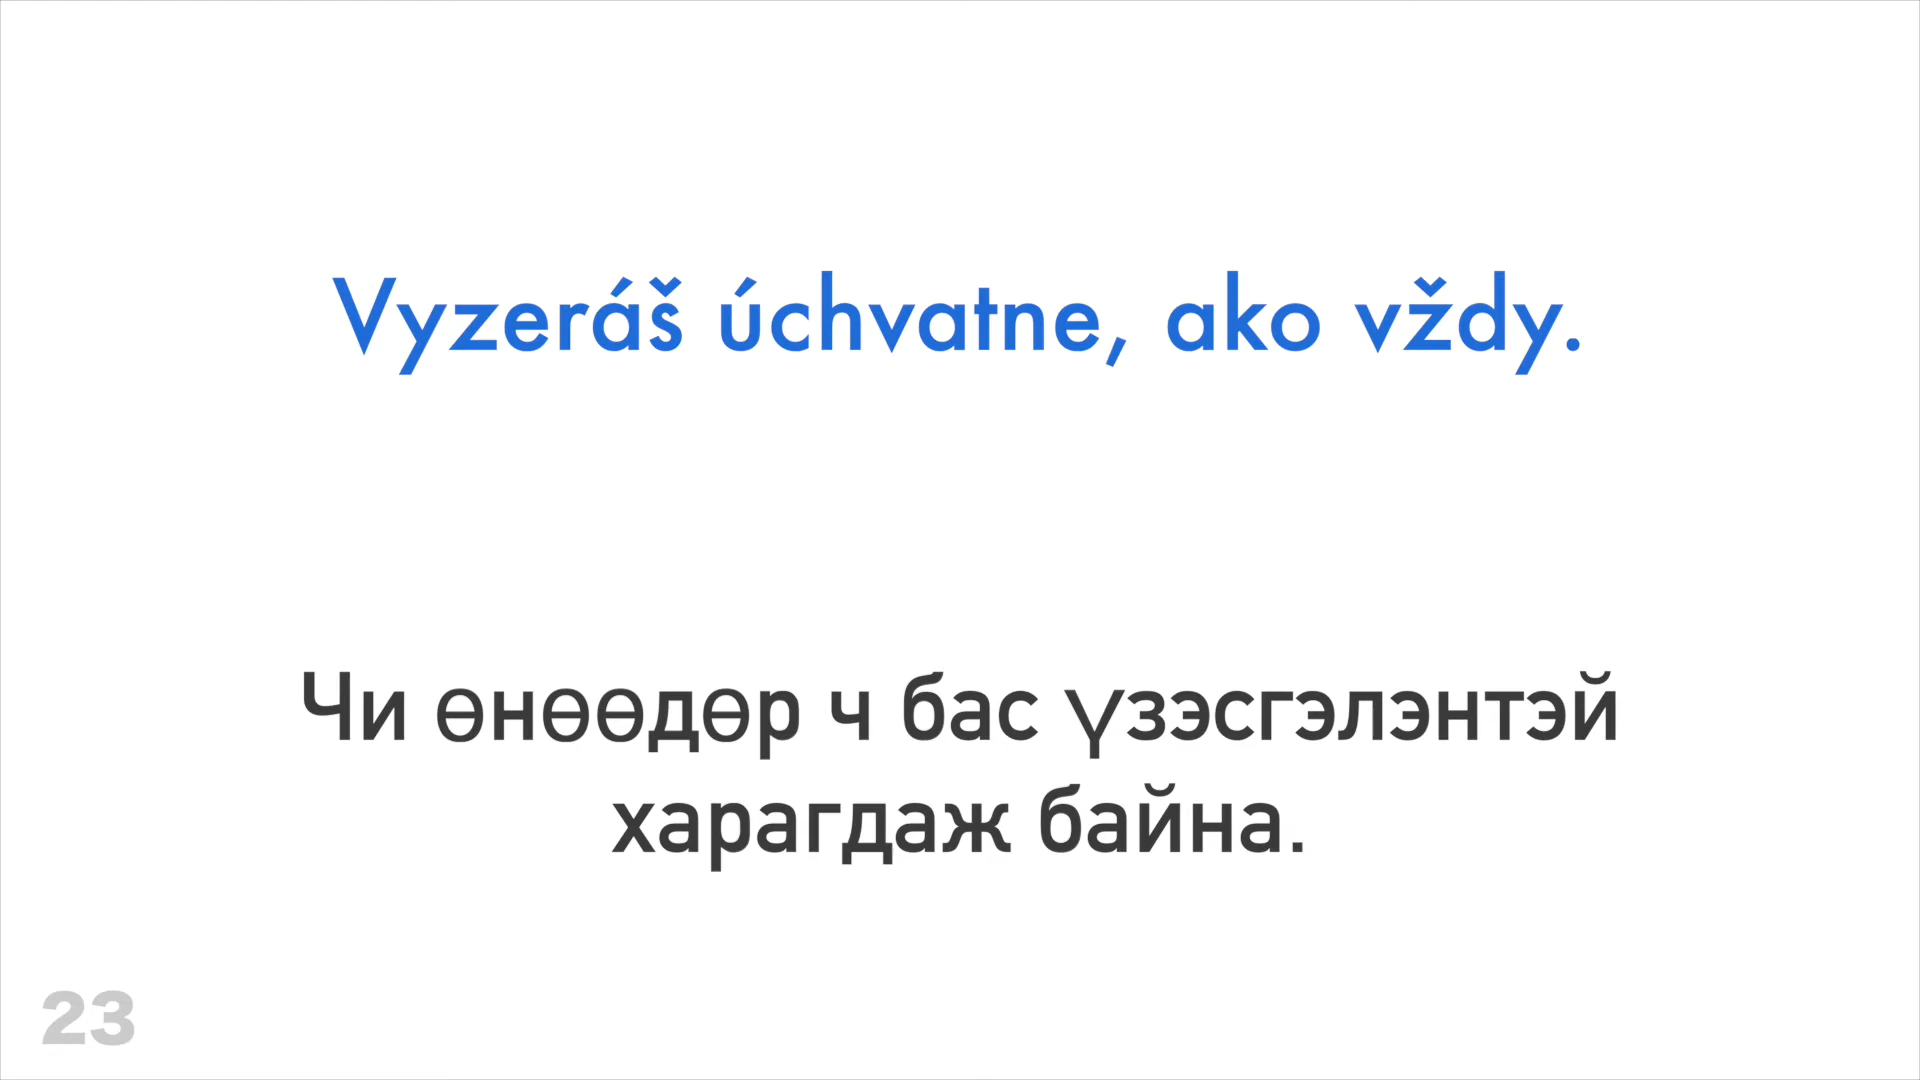 Vyzeráš úchvatne, ako vždy.
Чи өнөөдөр ч бас үзэсгэлэнтэй
харагдаж байна.
23